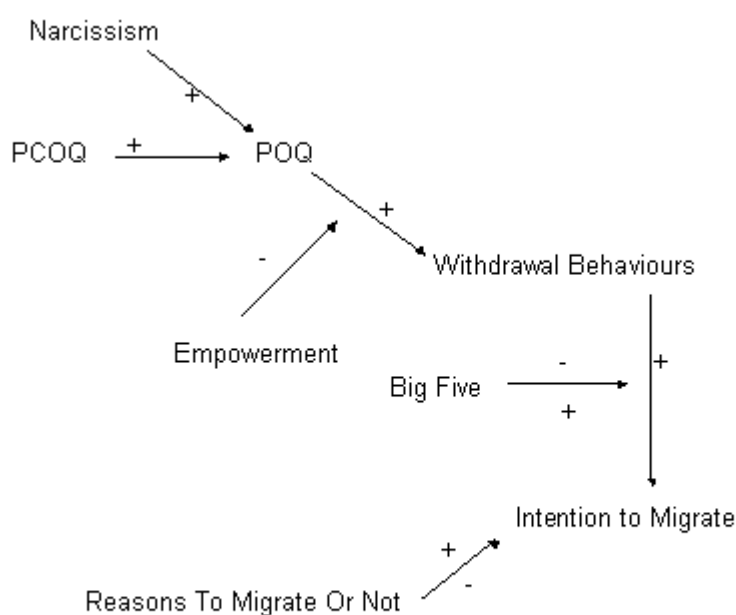 Narcissism
+
PCOQ
+
POQ
+
-
Withdrawal Behaviours
Empowerment
-
+
Big Five
+
Intention to Migrate
+
-
Reasons To Migrate Or Not